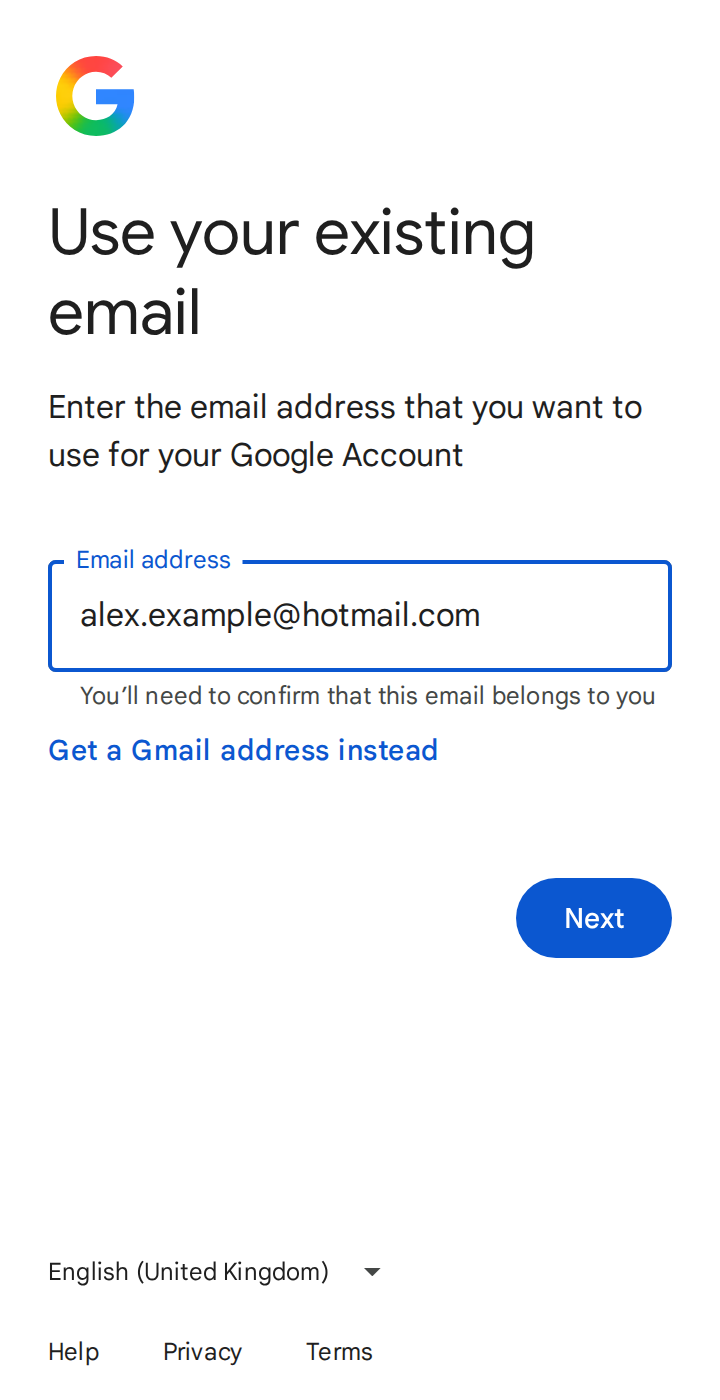 Use your existing
email
Enter the email address that you want to
use for your Google Account
Email address
alex.example@hotmail.com
You’ll need to confirm that this email belongs to you
Get a Gmail address instead
Next
English (United Kingdom)
Help Privacy Terms